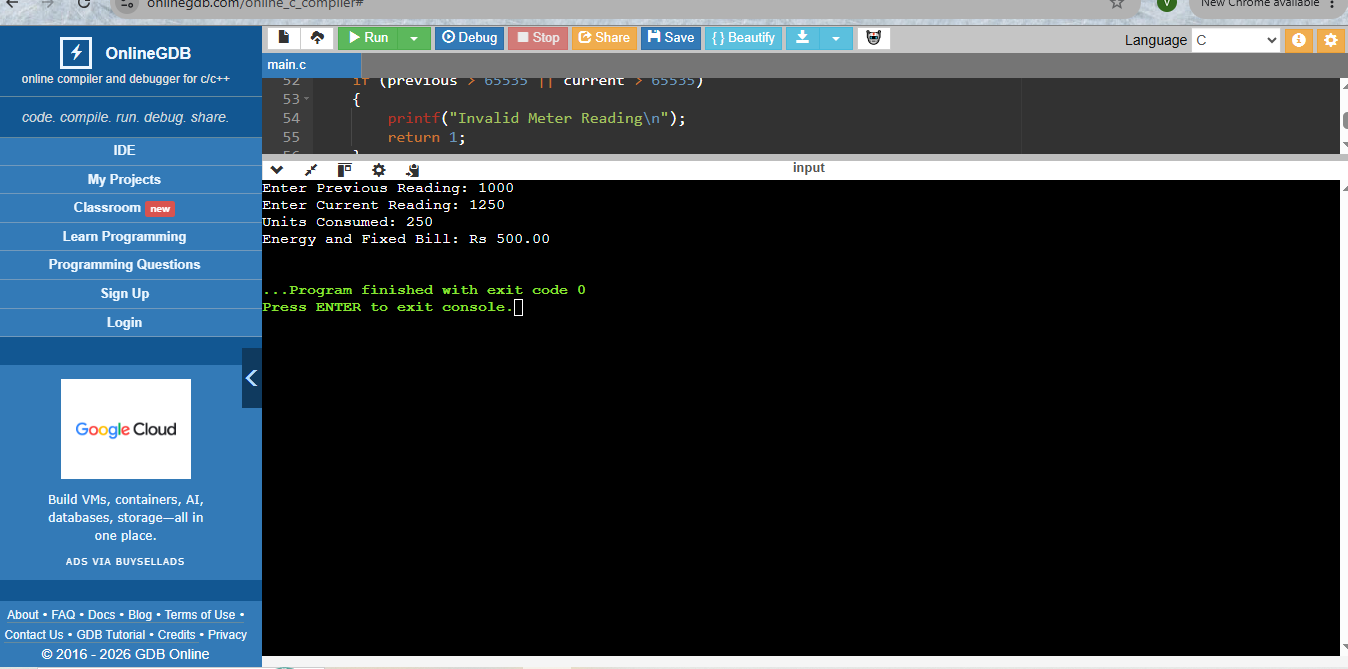 onlinegdb.com/online_c_compiler#
New Chrome available
V
OnlineGDB
online compiler and debugger for c/c++
code. compile. run. debug. share.
IDE
My Projects
Classroom new
Learn Programming
Programming Questions
Sign Up
Login
Google Cloud
Build VMs, containers, AI,
databases, storage—all in
one place.
ADS VIA BUYSELLADS
About • FAQ • Docs • Blog • Terms of Use •
Contact Us • GDB Tutorial • Credits • Privacy
© 2016 - 2026 GDB Online
Run Debug Stop Share Save { } Beautify
Language C
main.c
52 if (previous > 65535 || current > 65535)
53 {
54 printf("Invalid Meter Reading\n");
55 return 1;
56 }
input
Enter Previous Reading: 1000
Enter Current Reading: 1250
Units Consumed: 250
Energy and Fixed Bill: Rs 500.00
...Program finished with exit code 0
Press ENTER to exit console.